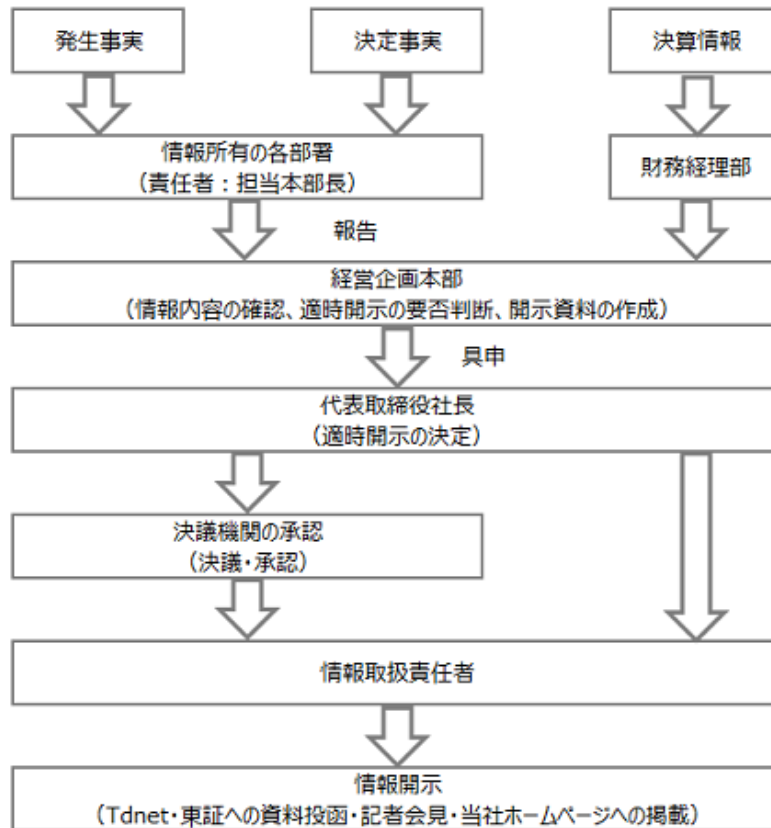 発生事実
決定事実
決算情報
情報所有の各部署
（責任者：担当本部長）
財務経理部
報告
経営企画本部
（情報内容の確認、適時開示の要否判断、開示資料の作成）
具申
代表取締役社長
（適時開示の決定）
決議機関の承認
（決議・承認）
情報取扱責任者
情報開示
（Tdnet・東証への資料投函・記者会見・当社ホームページへの掲載）